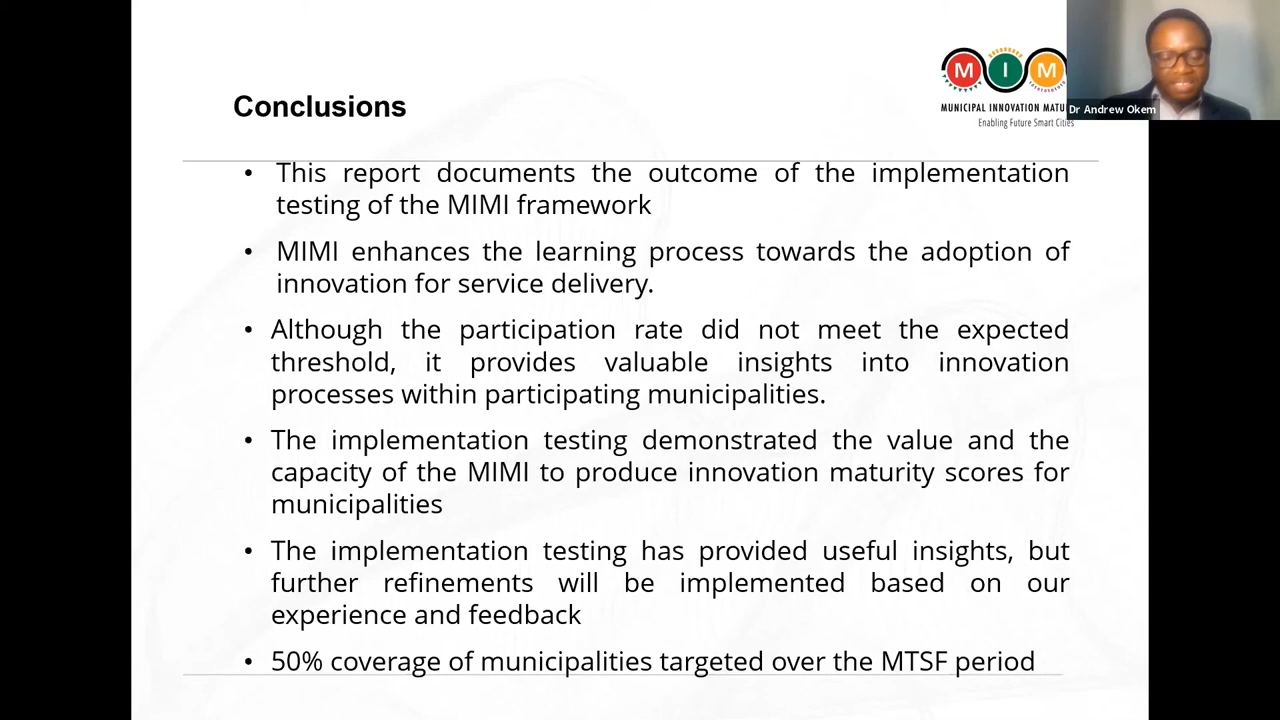 M I M
MUNICIPAL INNOVATION
Enabling Future Smart Cities
Dr Andrew Okem
Conclusions
• This report documents the outcome of the implementation
testing of the MIMI framework
• MIMI enhances the learning process towards the adoption of
innovation for service delivery.
• Although the participation rate did not meet the expected
threshold, it provides valuable insights into innovation
processes within participating municipalities.
• The implementation testing demonstrated the value and the
capacity of the MIMI to produce innovation maturity scores for
municipalities
• The implementation testing has provided useful insights, but
further refinements will be implemented based on our
experience and feedback
• 50% coverage of municipalities targeted over the MTSF period